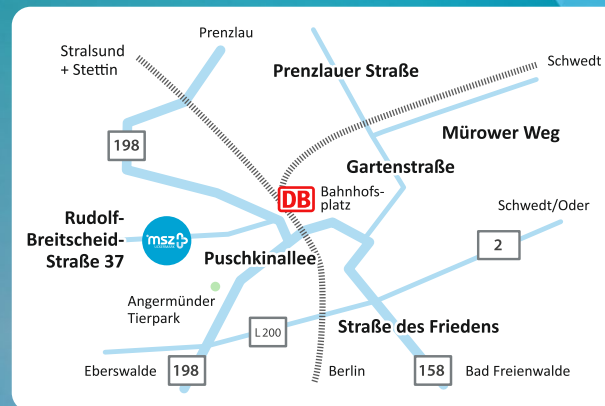 Prenzlau
Stralsund
+ Stettin
Schwedt
Prenzlauer Straße
Mürower Weg
198
Gartenstraße
DB
Bahnhofs-
platz
Schwedt/Oder
Rudolf-
Breitscheid-
Straße 37
msz
2
Puschkinallee
Angermünder
Tierpark
L 200
Straße des Friedens
Eberswalde
198
Berlin
158
Bad Freienwalde